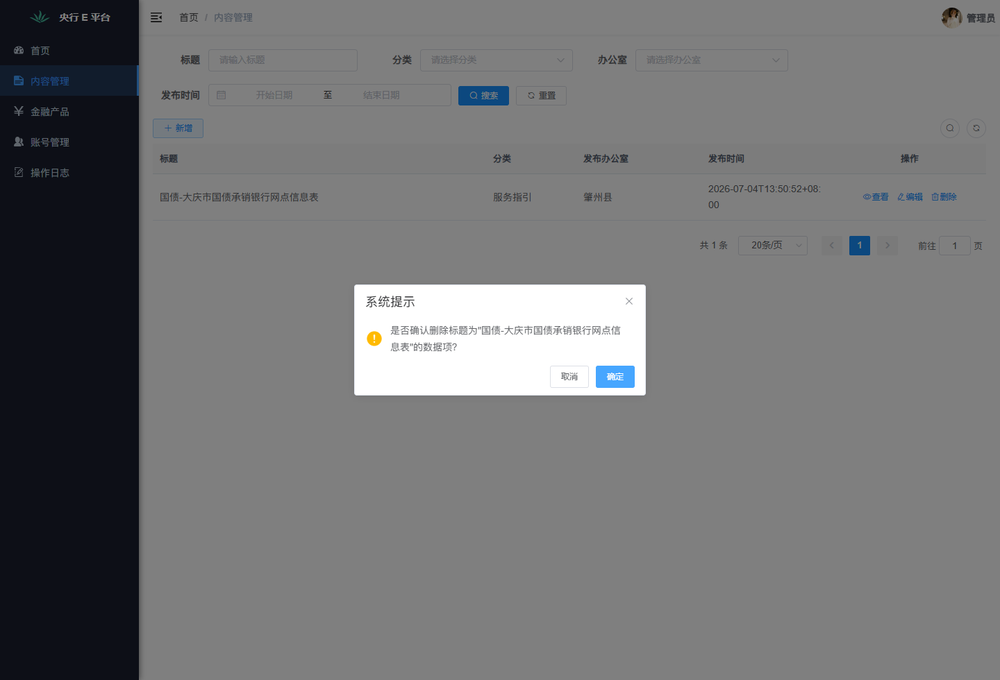 央行 E 平台
首页
内容管理
金融产品
账号管理
操作日志
首页 / 内容管理
管理员
标题 请输入标题 分类 请选择分类 办公室 请选择办公室
发布时间 开始日期 至 结束日期 搜索 重置
新增
标题 分类 发布办公室 发布时间 操作
国债-大庆市国债承销银行网点信息表 服务指引 肇州县 2026-07-04T13:50:52+08:
00 查看 编辑 删除
共 1 条 20条/页 1 前往 1 页
系统提示
是否确认删除标题为"国债-大庆市国债承销银行网点信
息表"的数据项?
取消 确定